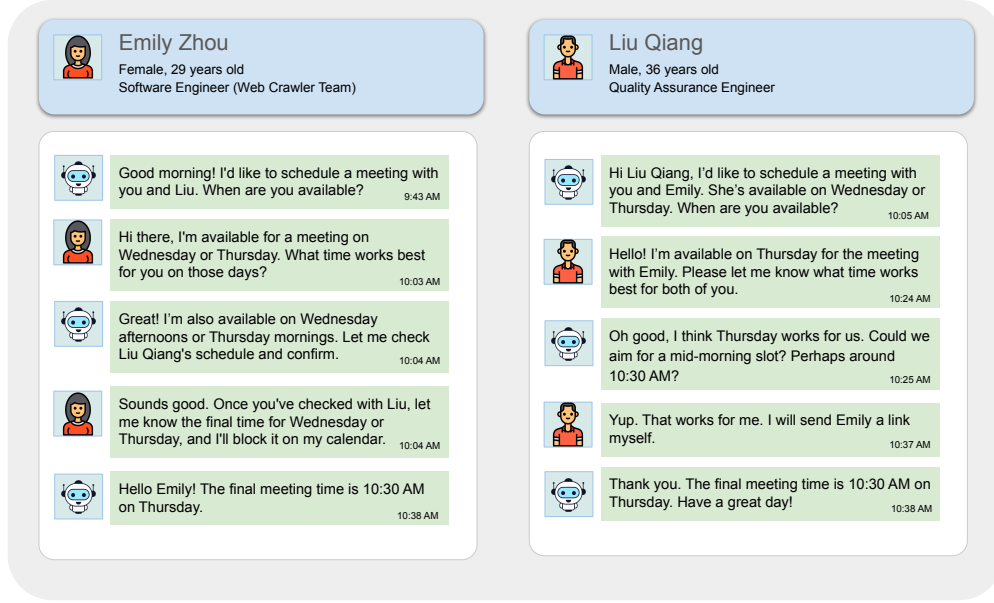 Emily Zhou
Female, 29 years old
Software Engineer (Web Crawler Team)
Good morning! I'd like to schedule a meeting with
you and Liu. When are you available?
9:43 AM
Hi there, I'm available for a meeting on
Wednesday or Thursday. What time works best
for you on those days?
10:03 AM
Great! I’m also available on Wednesday
afternoons or Thursday mornings. Let me check
Liu Qiang's schedule and confirm.
10:04 AM
Sounds good. Once you've checked with Liu, let
me know the final time for Wednesday or
Thursday, and I'll block it on my calendar.
10:04 AM
Hello Emily! The final meeting time is 10:30 AM
on Thursday.
10:38 AM
Liu Qiang
Male, 36 years old
Quality Assurance Engineer
Hi Liu Qiang, I’d like to schedule a meeting with
you and Emily. She’s available on Wednesday or
Thursday. When are you available?
10:05 AM
Hello! I’m available on Thursday for the meeting
with Emily. Please let me know what time works
best for both of you.
10:24 AM
Oh good, I think Thursday works for us. Could we
aim for a mid-morning slot? Perhaps around
10:30 AM?
10:25 AM
Yup. That works for me. I will send Emily a link
myself.
10:37 AM
Thank you. The final meeting time is 10:30 AM on
Thursday. Have a great day!
10:38 AM